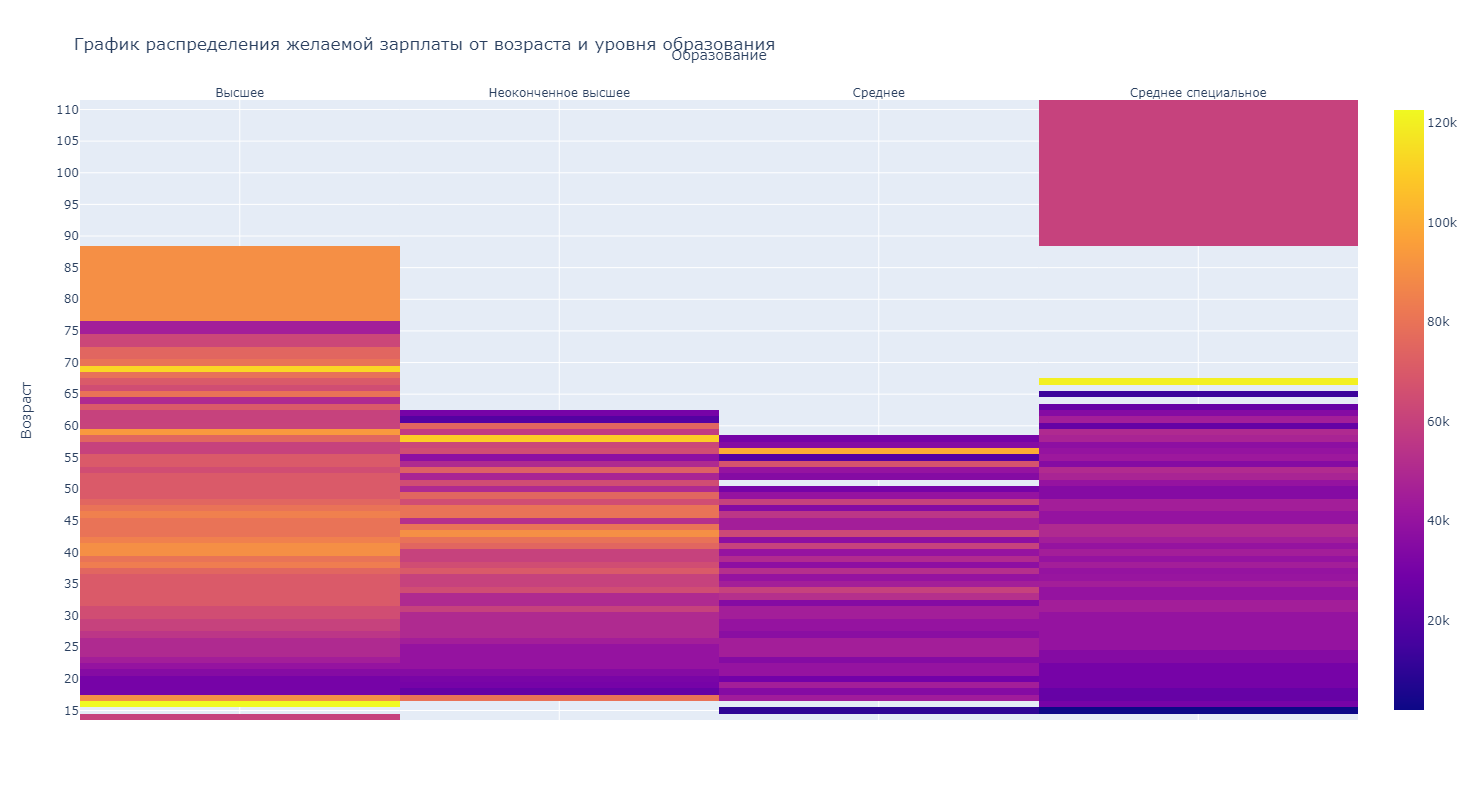 График распределения желаемой зарплаты от возраста и уровня образования
Образование
Высшее
Неоконченное высшее
Среднее
Среднее специальное
110
105
100
95
90
85
80
75
70
65
60
55
50
45
40
35
30
25
20
15
Возраст
120k
100k
80k
60k
40k
20k